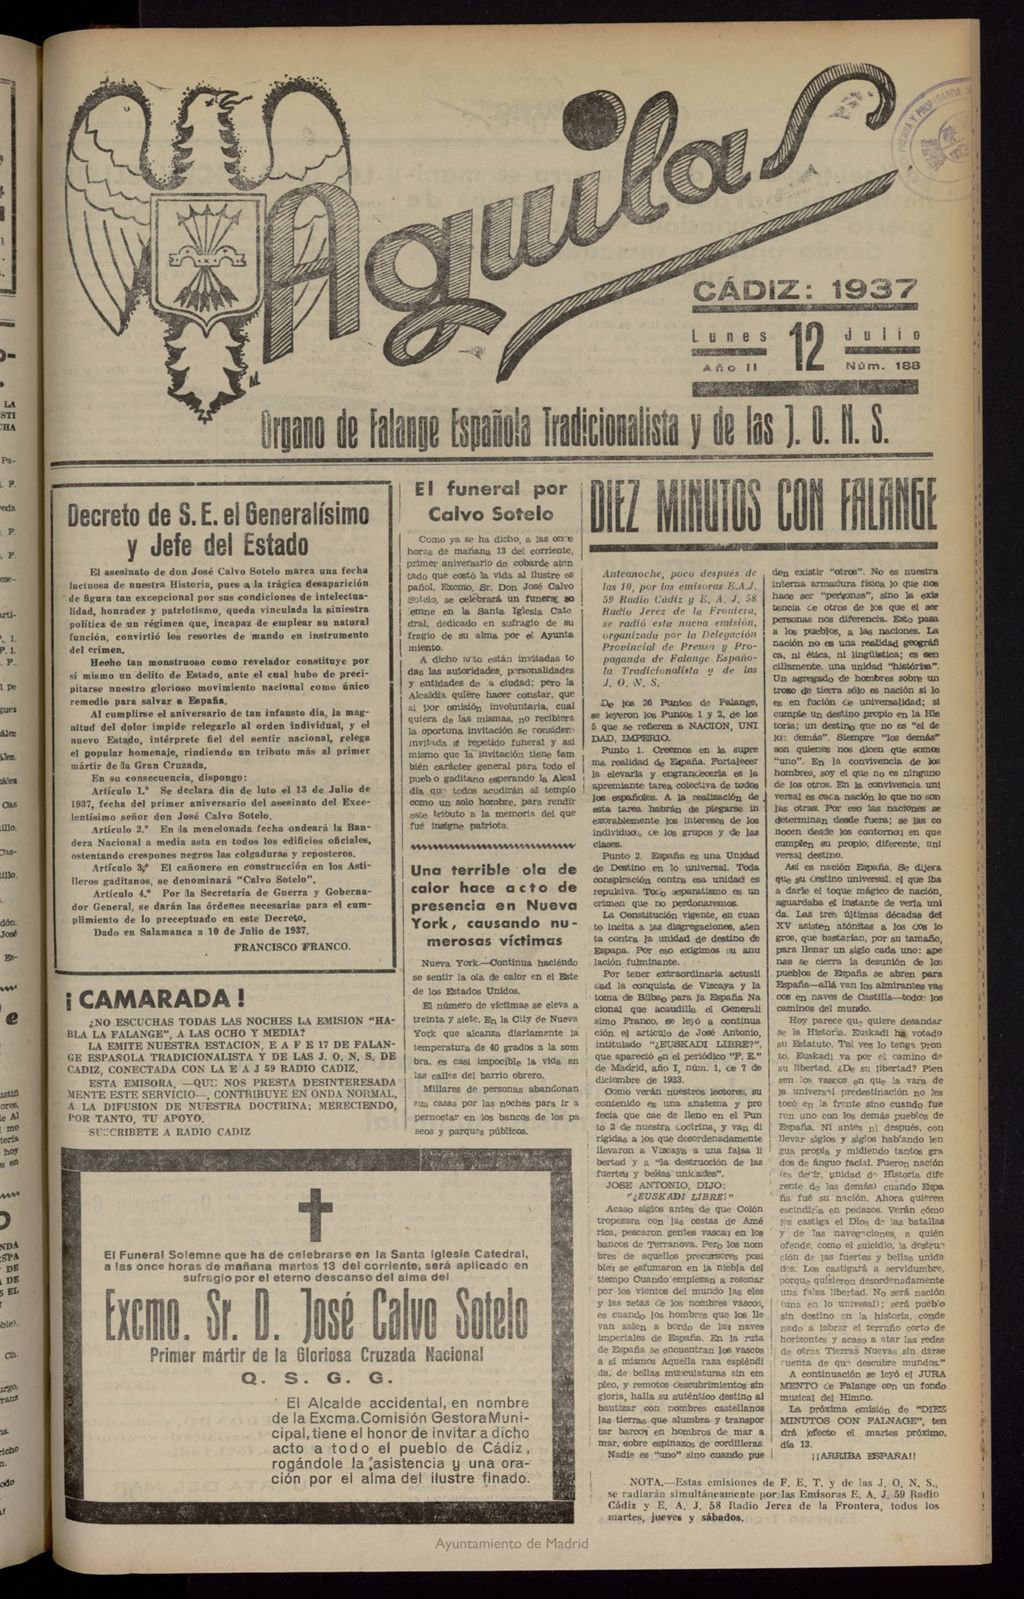 Aguilas
CÁDIZ: 1937
Lunes 12 Julio
Año II Núm. 188
Organo de Falange Española Tradicionalista y de las J. O. N. S.
Decreto de S. E. el Generalísimo
y Jefe del Estado
El asesinato de don José Calvo Sotelo marca una fecha
luctuosa de nuestra Historia, pues a la trágica desaparición
de figura tan excepcional por sus condiciones de intelectua-
lidad, honradez y patriotismo, queda vinculada la siniestra
política de un régimen que, incapaz de emplear su natural
función, convirtió los resortes de mando en instrumento
del crimen.
Hecho tan monstruoso como revelador constituye por
sí mismo un delito de Estado, ante el cual hubo de preci-
pitarse nuestro glorioso movimiento nacional como único
remedio para salvar a España.
Al cumplirse el aniversario de tan infausto día, la mag-
nitud del dolor impide relegarlo al orden individual, y el
nuevo Estado, intérprete fiel del sentir nacional, relega
el popular homenaje, rindiendo un tributo más al primer
mártir de la Gran Cruzada.
En su consecuencia, dispongo:
Artículo 1.º Se declara día de luto el 13 de Julio de
1937, fecha del primer aniversario del asesinato del Exce-
lentísimo señor don José Calvo Sotelo.
Artículo 2.º En la mencionada fecha ondeará la Ban-
dera Nacional a media asta en todos los edificios oficiales,
ostentando crespones negros las colgaduras y reposteros.
Artículo 3.º El cañonero en construcción en los Asti-
lleros gaditanos, se denominará "Calvo Sotelo".
Artículo 4.º Por la Secretaría de Guerra y Goberna-
dor General, se darán las órdenes necesarias para el cum-
plimiento de lo preceptuado en este Decreto.
Dado en Salamanca a 10 de Julio de 1937.
FRANCISCO FRANCO.
¡CAMARADA!
¿NO ESCUCHAS TODAS LAS NOCHES LA EMISION "HA-
BLA LA FALANGE", A LAS OCHO Y MEDIA?
LA EMITE NUESTRA ESTACION, E A F E 17 DE FALAN-
GE ESPAÑOLA TRADICIONALISTA Y DE LAS J. O. N. S. DE
CADIZ, CONECTADA CON LA E A J 59 RADIO CADIZ.
ESTA EMISORA, —QUE NOS PRESTA DESINTERESADA
MENTE ESTE SERVICIO—, CONTRIBUYE EN ONDA NORMAL,
A LA DIFUSION DE NUESTRA DOCTRINA; MERECIENDO,
POR TANTO, TU APOYO.
SUSCRIBETE A RADIO CADIZ
El Funeral Solemne que ha de celebrarse en la Santa Iglesia Catedral,
a las once horas de mañana martes 13 del corriente, será aplicado en
sufragio por el eterno descanso del alma del
Excmo. Sr. D. José Calvo Sotelo
Primer mártir de la Gloriosa Cruzada Nacional
Q. S. G. G.
El Alcalde accidental, en nombre
de la Excma. Comisión Gestora Muni-
cipal, tiene el honor de invitar a dicho
acto a todo el pueblo de Cádiz,
rogándole la asistencia y una ora-
ción por el alma del ilustre finado.
El funeral por
Calvo Sotelo
Como ya se ha dicho, a las once
horas de mañana 13 del corriente,
primer aniversario de cobarde aten
tado que costó la vida al ilustre es
pañol, Excmo. Sr. Don José Calvo
Sotelo, se celebrará un funeral so
emne en la Santa Iglesia Cate
dral, dedicado en sufragio de su
fragio de su alma por el Ayunta
miento.
A dicho acto están invitadas to
das las autoridades, personalidades
y entidades de la ciudad; pero la
Alcaldía quiere hacer constar, que
si por omisión involuntaria, cual
quiera de las mismas, no recibiera
la oportuna invitación se considere
invitada al repetido funeral y así
mismo que la invitación tiene tam
bién carácter general para todo el
pueblo gaditano esperando la Alcal
día que todos acudirán al templo
como un solo hombre, para rendir
este tributo a la memoria del que
fué insigne patriota.
Una terrible ola de
calor hace acto de
presencia en Nueva
York, causando nu-
merosas víctimas
Nueva York.—Continua haciéndo
se sentir la ola de calor en el Este
de los Estados Unidos.
El número de víctimas se eleva a
treinta y siete. En la City de Nueva
York que alcanza diariamente la
temperatura de 40 grados a la som
bra, es casi impocible la vida en
las calles del barrio obrero.
Millares de personas abandonan
sus casas por las noches para ir a
pernoctar en los bancos de los pa
seos y parques públicos.
DIEZ MINUTOS CON FALANGE
Anteanoche, poco después de
las 10, por las emisoras E.A.J.
59 Radio Cádiz y E. A. J. 58
Radio Jerez de la Frontera,
se radió esta nueva emisión,
organizada por la Delegación
Provincial de Prensa y Pro-
paganda de Falange Españo-
la Tradicionalista y de las
J. O. N. S.
De los 26 Puntos de Falange,
se leyeron los Puntos 1 y 2, de los
5 que se refieren a NACION, UNI
DAD, IMPERIO.
Punto 1. Creemos en la supre
ma realidad de España. Fortalecer
la elevarla y engrandecerla es la
apremiante tarea colectiva de todos
los españoles. A la realización de
esta tarea habrán de plegarse in
exorablemente los intereses de los
individuos, de los grupos y de las
clases.
Punto 2. España es una Unidad
de Destino en lo universal. Toda
conspiración contra esa unidad es
repulsiva. Todo separatismo es un
crimen que no perdonaremos.
La Constitución vigente, en cuan
to incita a las disgregaciones, aten
ta contra la unidad de destino de
Espapa. Por eso exigimos su anu
lación fulminante.
Por tener extraordinaria actuali
dad la conquista de Vizcaya y la
toma de Bilbao para la España Na
cional que acaudilla el Generali
simo Franco, se leyó a continua
ción el artículo de José Antonio,
intitulado "¿EUSKADI LIBRE?",
que apareció en el periódico "F. E."
de Madrid, año I, núm. 1, de 7 de
diciembre de 1933.
Como verán nuestros lectores, su
contenido es una anatema y pro
fecia que cae de lleno en el Pun
to 2 de nuestra doctrina, y van di
rigidas a los que desordenadamente
llevaron a Vizcaya a una falsa li
bertad y a "la destrucción de las
fuertes y bellas unidades".
JOSE ANTONIO, DIJO:
"¿EUSKADI LIBRE?"
Acaso siglos antes de que Colón
tropezara con las costas de Amé
rica, pescaron gentes vascas en los
bancos de Terranova. Pero los nom
bres de aquellos precursores posi
bles se esfumaron en la niebla del
tiempo Cuando empiezan a resonar
por los vientos del mundo las eles
y las zetas de los nombres vascos,
es cuando los hombres que los lle
van salen a bordo de las naves
imperiales de España. En la ruta
de España se encuentran los vascos
a sí mismos Aquella raza espléndi
da, de bellas musculaturas sin em
pleo, y remotos descubrimientos sin
gloria, halla su auténtico destino al
bautizar con nombres castellanos
las tierras que alumbra y transpor
tar barcos en hombros de mar a
mar, sobre espinazos de cordilleras.
Nadie es "uno" sino cuando pue
den existir "otros". No es nuestra
interna armadura física lo que nos
hace ser "personas", sino la exis
tencia de otros de los que el ser
personas nos diferencia. Esto pasa
a los pueblos, a las naciones. La
nación no es una realidad geográfi
ca, ni ética, ni lingüística; es sen
cillamente, una unidad "histórica".
Un agregado de hombres sobre un
trozo de tierra sólo es nación si lo
es en fución de universalidad; si
cumple un destino propio en la His
toria; un destino que no es "el de
los demás". Siempre "los demás"
son quienes nos dicen que somos
"uno". En la convivencia de los
hombres, soy el que no es ninguno
de los otros. En la convivencia uni
versal es cada nación lo que no son
las otras. Por eso las naciones se
determinan desde fuera; se las co
nocen desde los contornos en que
cumplen su propio, diferente, uni
versal destino.
Así es nación España. Se dijera
que su destino universal, el que iba
a darle el toque mágico de nación,
aguardaba el instante de verla uni
da. Las tres últimas décadas del
XV asisten atónitas a los dos lo
gros, que bastarían, por su tamaño,
para llenar un siglo cada uno: ape
nas se cierra la desunión de los
pueblos de España se abren para
España—allá van los almirantes vas
cos en naves de Castilla—todos los
caminos del mundo.
Hoy parece que quiere desandar
se la Historia. Euskadi ha votado
su Estatuto. Tal vez lo tenga pron
to. Euskadi va por el camino de
su libertad. ¿De su libertad? Pien
sen los vascos en que la vara de
la universal predestinación no les
tocó en la frente sino cuando fue
ron uno con los demás pueblos de
España. Ni antes ni después, con
llevar siglos y siglos hablando len
gua propia y midiendo tantos gra
dos de ánguo facial. Fueron nación
(es decir, unidad de Historia dife
rente de las demás) cuando Espa
ña fué su nación. Ahora quieren
escindirla en pedazos. Verán cómo
les castiga el Dios de las batallas
y de las navegaciones, a quién
ofende, como el suicidio, la destruc
ción de las fuertes y bellas unida
des. Los castigará a servidumbre,
porque quisieron desordenadamente
una falsa libertad. No será nación
(una en lo univesal); será pueblo
sin destino en la historia, conde
nado a labrar el terruño corto de
horizontes y acaso a atar las redes
de otras Tierras Nuevas sin darse
cuenta de que descubre mundos."
A continuación se leyó el JURA
MENTO de Falange con un fondo
musical del Himno.
La próxima emisión de "DIEZ
MINUTOS CON FALNAGE", ten
drá efecto el martes próximo,
día 13.
¡¡ARRIBA ESPAÑA!!
NOTA.—Estas emisiones de F. E. T. y de las J. O. N. S.,
se radiarán simultáneamente por las Emisoras E. A. J. 59 Radio
Cádiz y E. A. J. 58 Radio Jerez de la Frontera, todos los
martes, jueves y sábados.
Ayuntamiento de Madrid